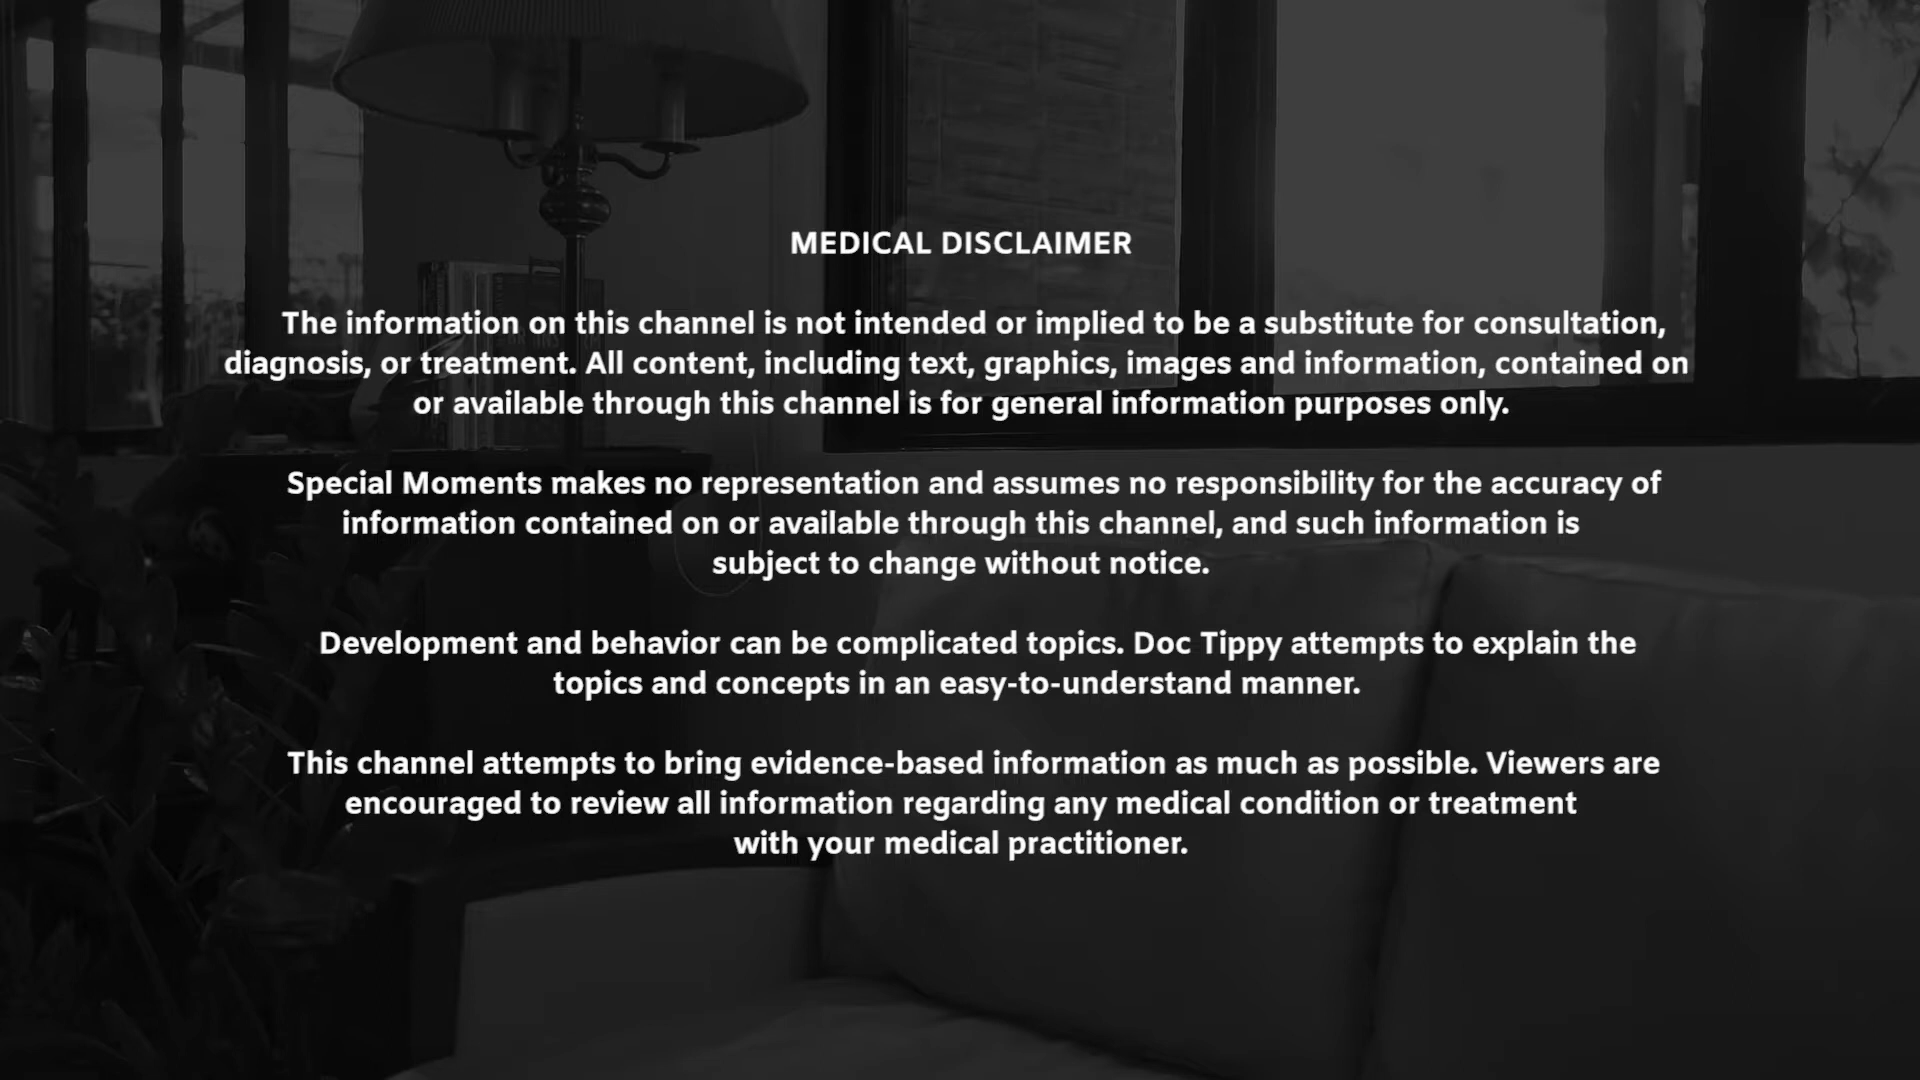 MEDICAL DISCLAIMER
The information on this channel is not intended or implied to be a substitute for consultation,
diagnosis, or treatment. All content, including text, graphics, images and information, contained on
or available through this channel is for general information purposes only.
Special Moments makes no representation and assumes no responsibility for the accuracy of
information contained on or available through this channel, and such information is
subject to change without notice.
Development and behavior can be complicated topics. Doc Tippy attempts to explain the
topics and concepts in an easy-to-understand manner.
This channel attempts to bring evidence-based information as much as possible. Viewers are
encouraged to review all information regarding any medical condition or treatment
with your medical practitioner.